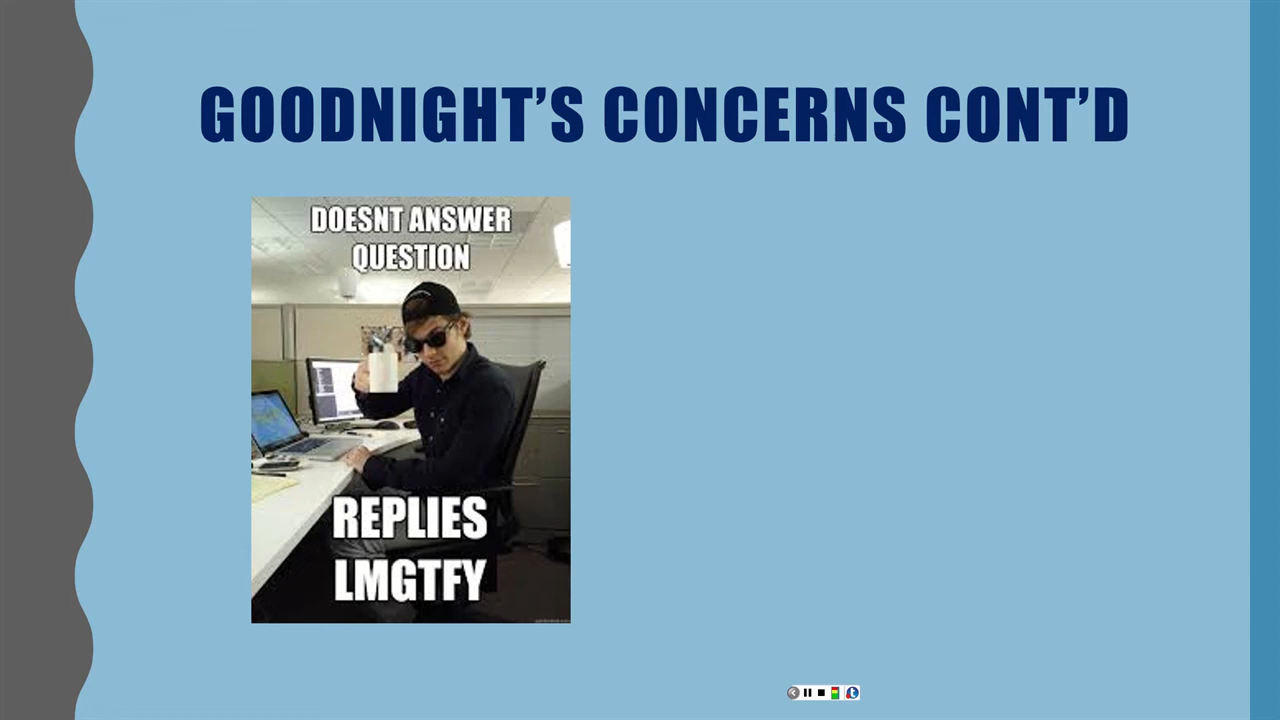 GOODNIGHT’S CONCERNS CONT’D
DOESNT ANSWER
QUESTION
REPLIES
LMGTFY